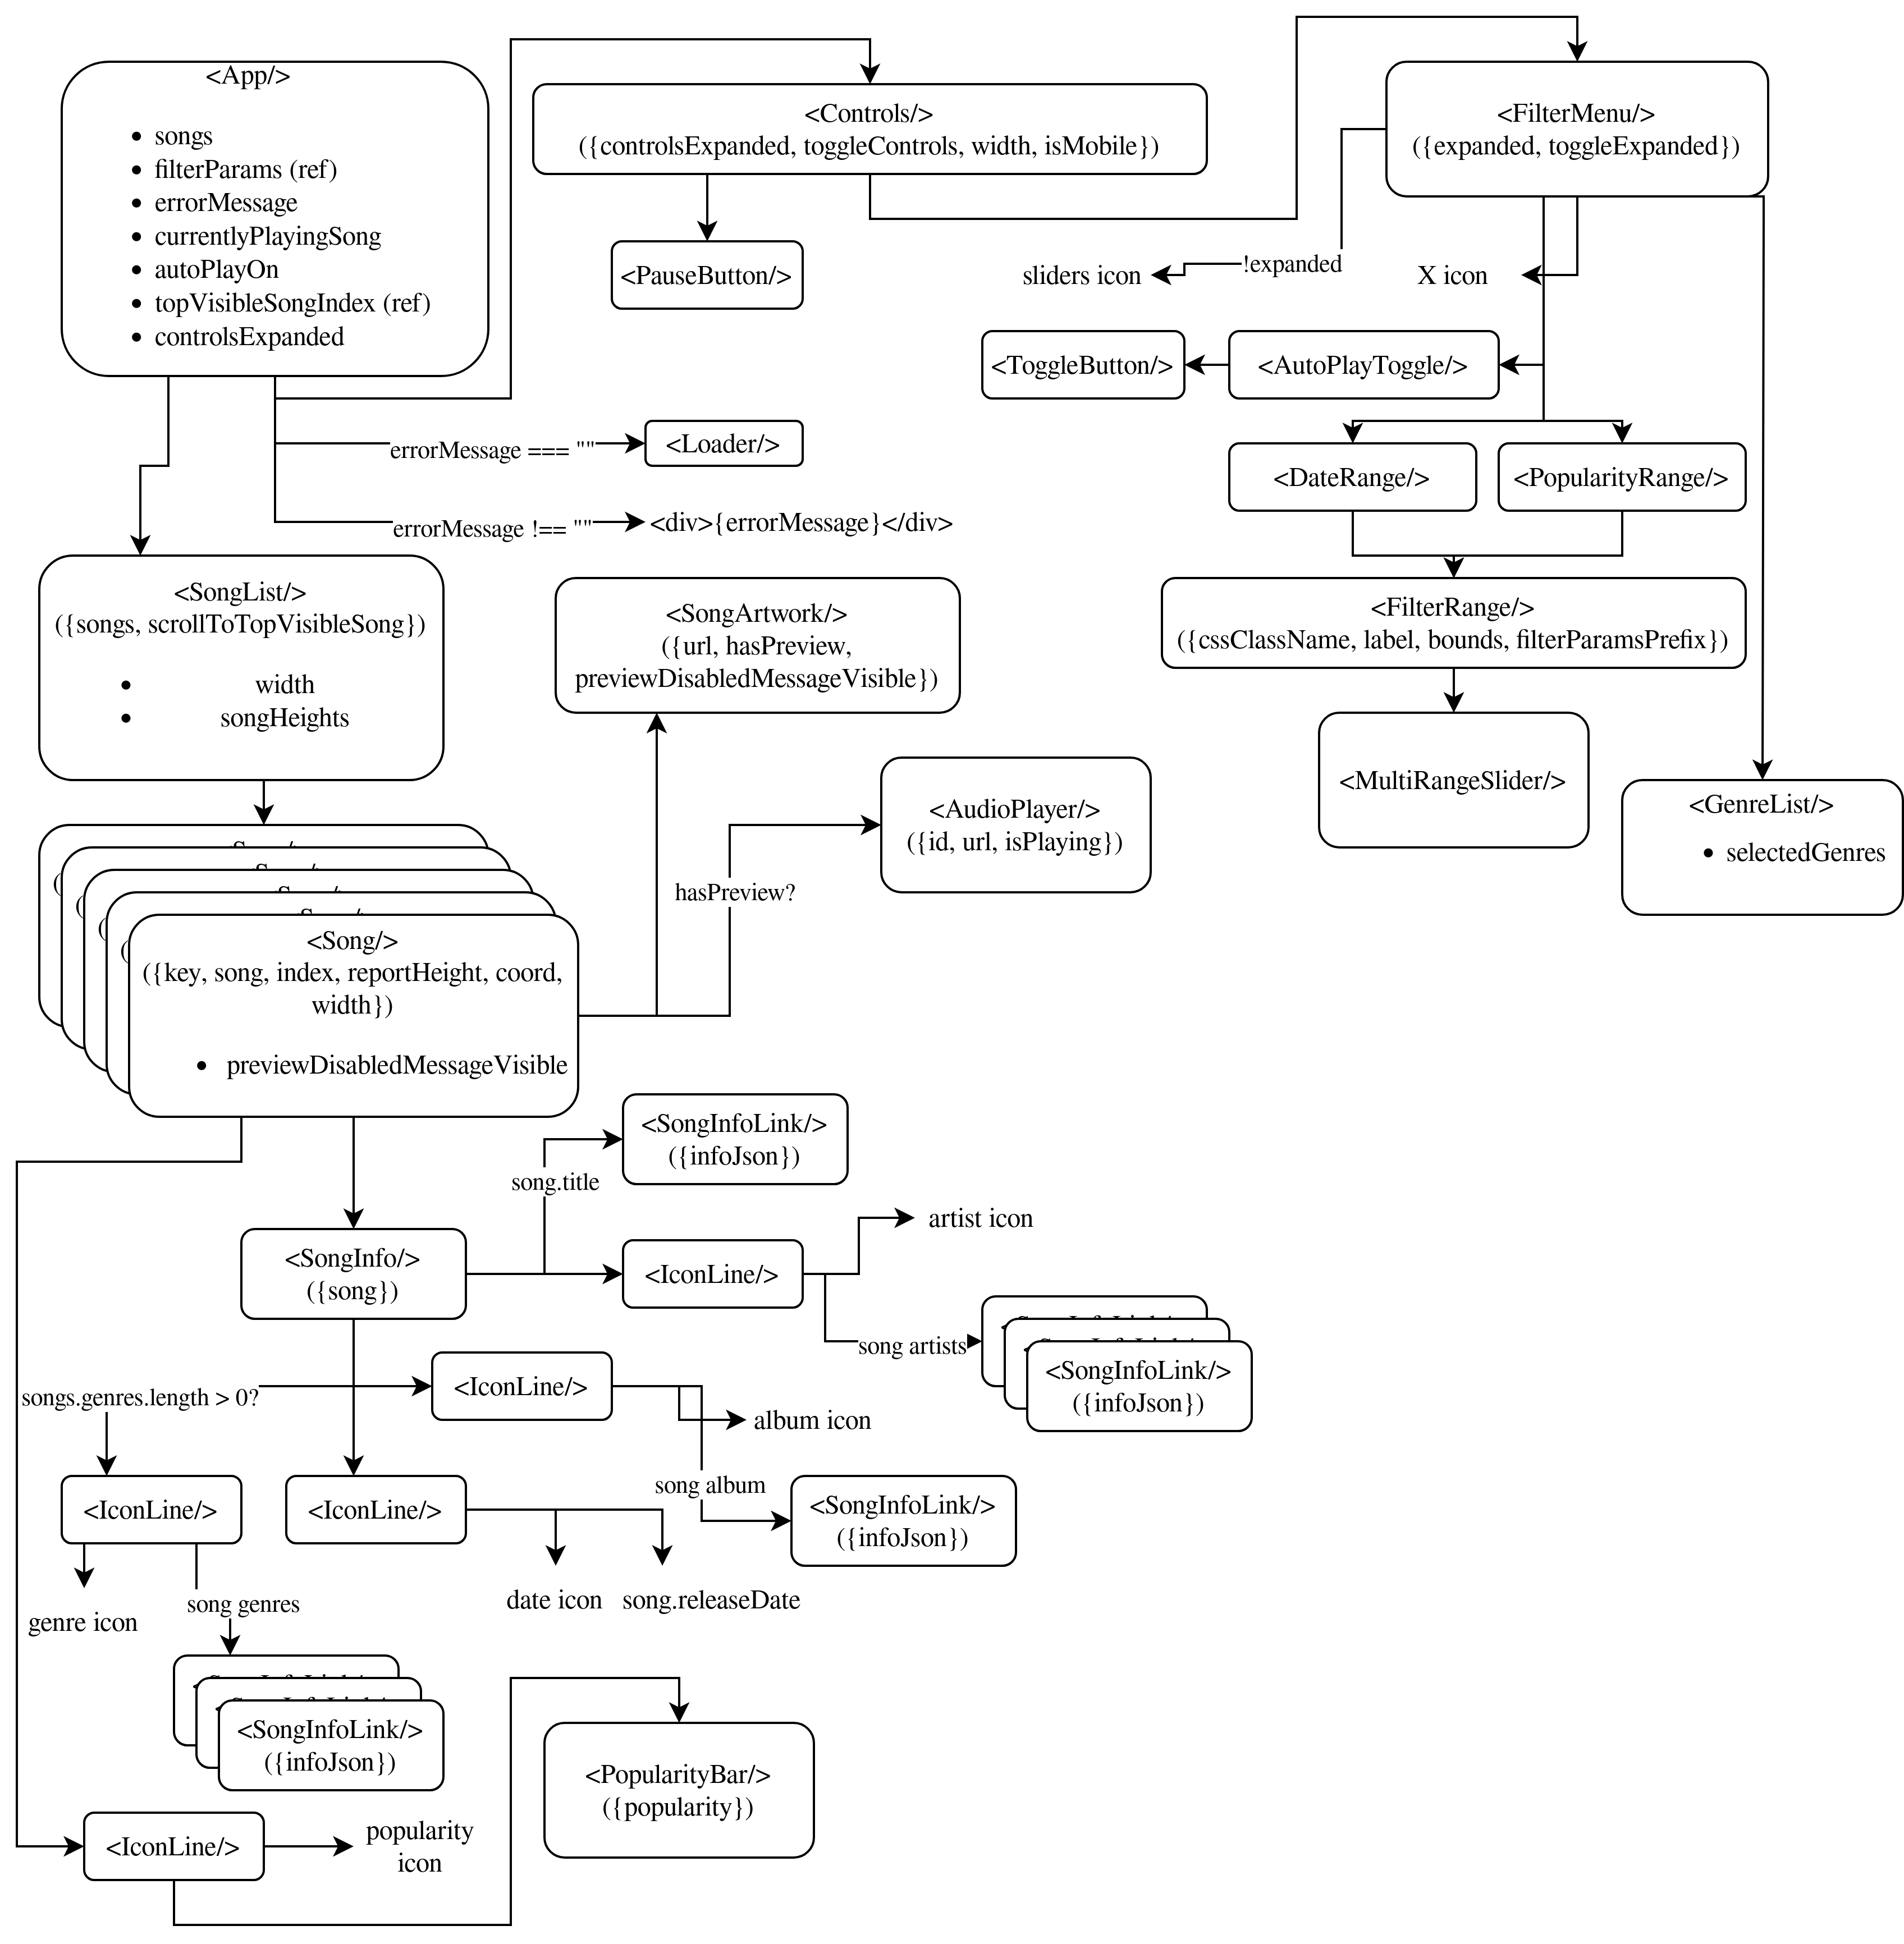 <App/>
songs
filterParams (ref)
errorMessage
currentlyPlayingSong
autoPlayOn
topVisibleSongIndex (ref)
controlsExpanded
<Controls/>
({controlsExpanded, toggleControls, width, isMobile})
<FilterMenu/>
({expanded, toggleExpanded})
<PauseButton/>
sliders icon
!expanded
X icon
<ToggleButton/>
<AutoPlayToggle/>
errorMessage === ""
<Loader/>
<DateRange/>
<PopularityRange/>
errorMessage !== ""
<div>{errorMessage}</div>
<SongList/>
({songs, scrollToTopVisibleSong})
width
songHeights
<SongArtwork/>
({url, hasPreview,
previewDisabledMessageVisible})
<FilterRange/>
({cssClassName, label, bounds, filterParamsPrefix})
<MultiRangeSlider/>
<GenreList/>
selectedGenres
<AudioPlayer/>
({id, url, isPlaying})
hasPreview?
<Song/>
({key, song, index, reportHeight, coord,
width})
previewDisabledMessageVisible
<SongInfoLink/>
({infoJson})
song.title
artist icon
<SongInfo/>
({song})
<IconLine/>
song artists
<SongInfoLink/>
({infoJson})
songs.genres.length > 0?
<IconLine/>
album icon
song album
<SongInfoLink/>
({infoJson})
<IconLine/>
<IconLine/>
date icon
song.releaseDate
genre icon
song genres
<SongInfoLink/>
({infoJson})
<PopularityBar/>
({popularity})
<IconLine/>
popularity
icon